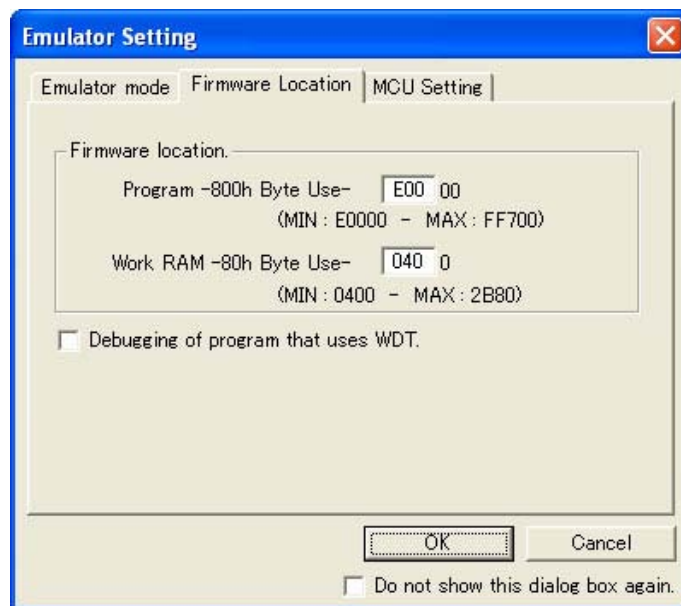 Emulator Setting
Emulator mode Firmware Location MCU Setting
Firmware location.
Program -800h Byte Use- E00 00
(MIN : E0000 - MAX : FF700)
Work RAM -80h Byte Use- 040 0
(MIN : 0400 - MAX : 2B80)
Debugging of program that uses WDT.
OK Cancel
Do not show this dialog box again.